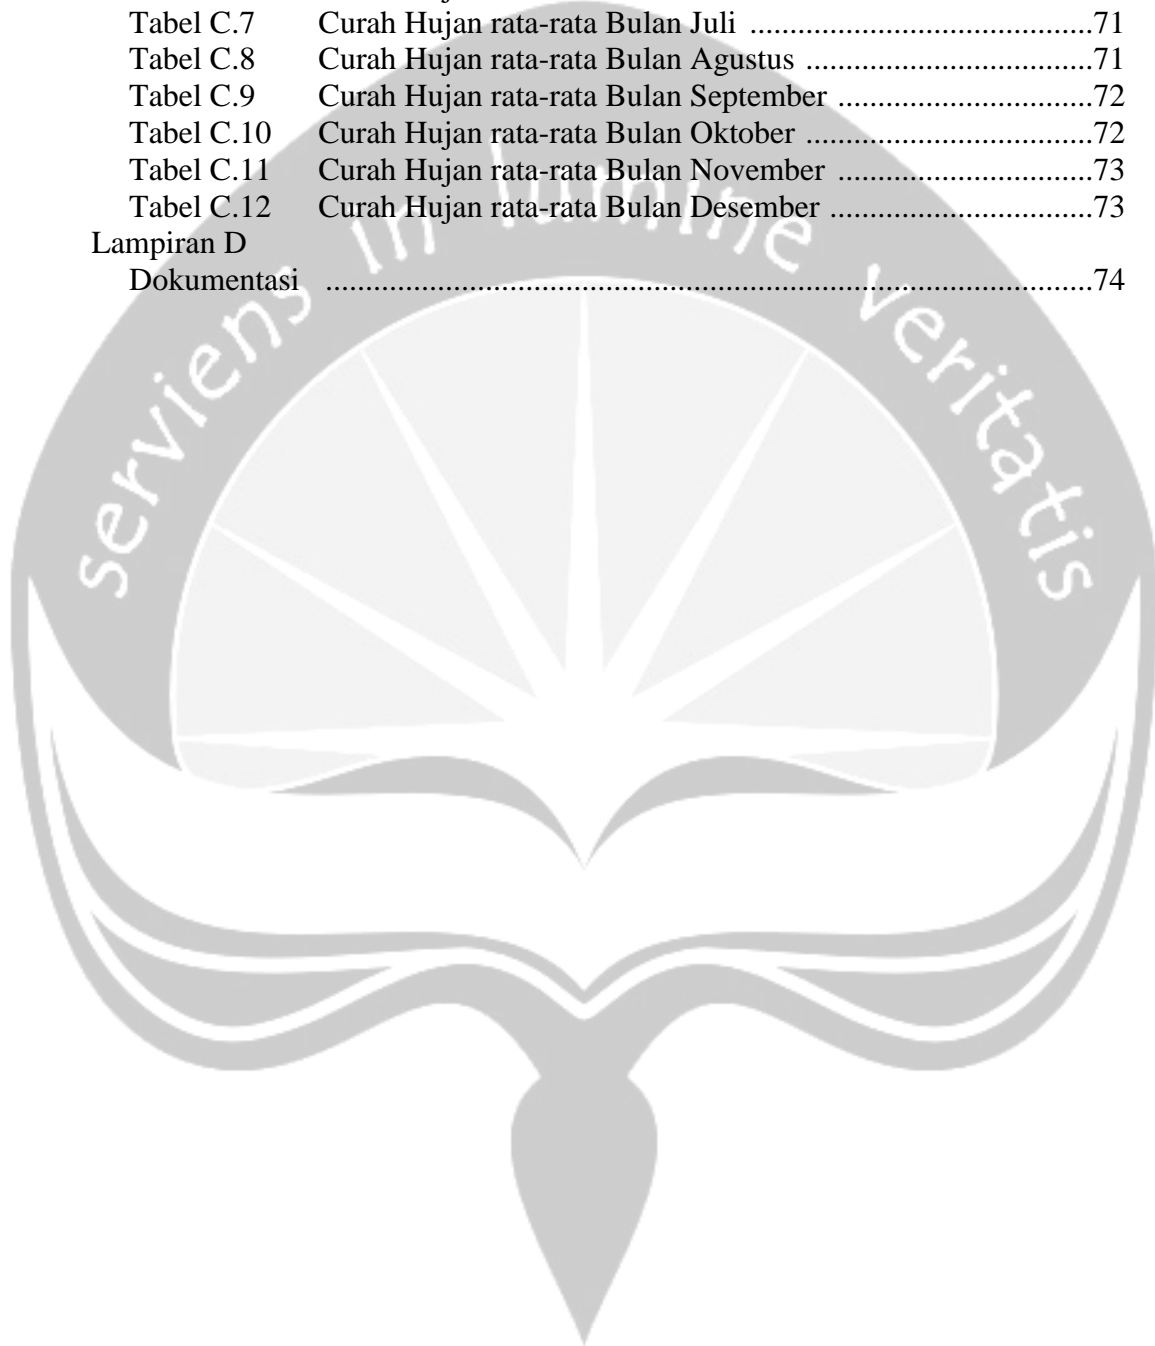 Tabel C.7 Curah Hujan rata-rata Bulan Juli ........................................71
Tabel C.8 Curah Hujan rata-rata Bulan Agustus ..................................71
Tabel C.9 Curah Hujan rata-rata Bulan September ..............................72
Tabel C.10 Curah Hujan rata-rata Bulan Oktober ..................................72
Tabel C.11 Curah Hujan rata-rata Bulan November ..............................73
Tabel C.12 Curah Hujan rata-rata Bulan Desember ...............................73
Lampiran D
Dokumentasi ...........................................................................................74
serviens in lumine veritatis